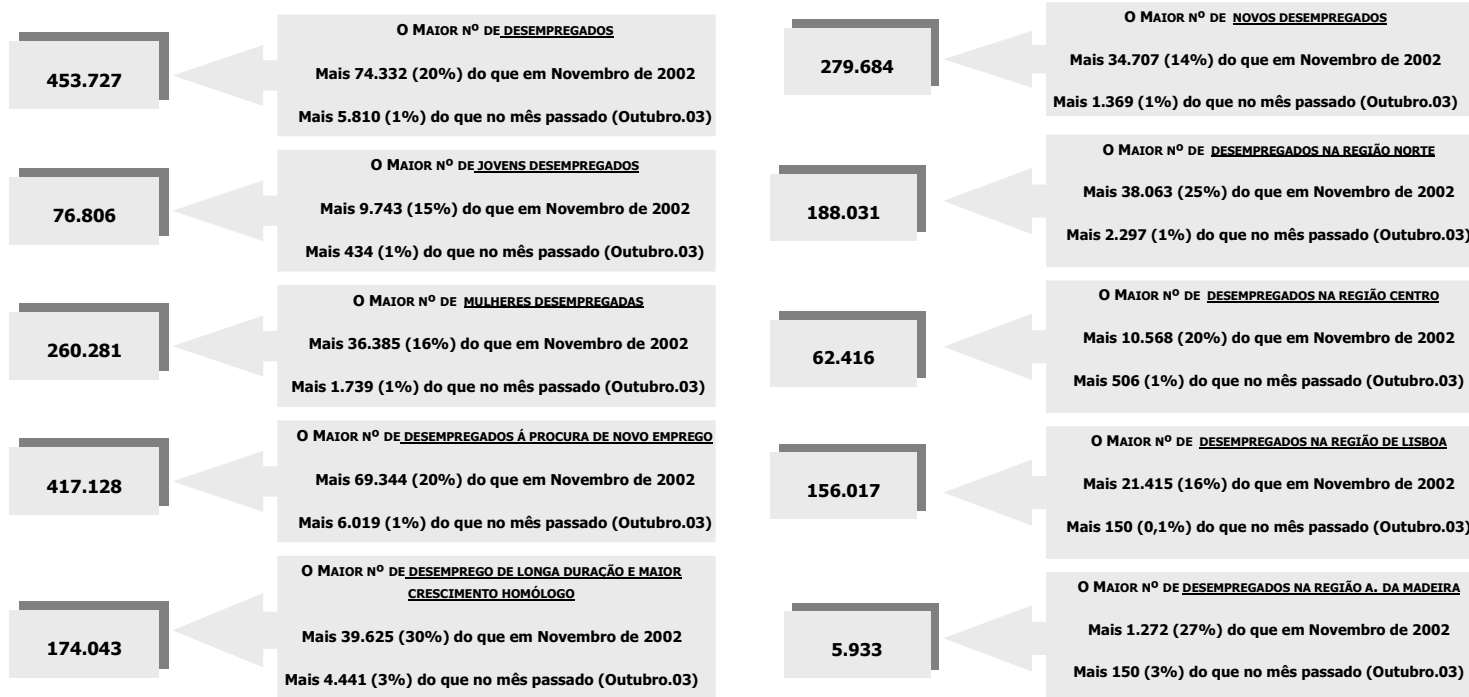 453.727
O MAIOR Nº DE DESEMPREGADOS
Mais 74.332 (20%) do que em Novembro de 2002
Mais 5.810 (1%) do que no mês passado (Outubro.03)
76.806
O MAIOR Nº DE JOVENS DESEMPREGADOS
Mais 9.743 (15%) do que em Novembro de 2002
Mais 434 (1%) do que no mês passado (Outubro.03)
260.281
O MAIOR Nº DE MULHERES DESEMPREGADAS
Mais 36.385 (16%) do que em Novembro de 2002
Mais 1.739 (1%) do que no mês passado (Outubro.03)
417.128
O MAIOR Nº DE DESEMPREGADOS Á PROCURA DE NOVO EMPREGO
Mais 69.344 (20%) do que em Novembro de 2002
Mais 6.019 (1%) do que no mês passado (Outubro.03)
174.043
O MAIOR Nº DE DESEMPREGO DE LONGA DURAÇÃO E MAIOR
CRESCIMENTO HOMÓLOGO
Mais 39.625 (30%) do que em Novembro de 2002
Mais 4.441 (3%) do que no mês passado (Outubro.03)
279.684
O MAIOR Nº DE NOVOS DESEMPREGADOS
Mais 34.707 (14%) do que em Novembro de 2002
Mais 1.369 (1%) do que no mês passado (Outubro.03)
188.031
O MAIOR Nº DE DESEMPREGADOS NA REGIÃO NORTE
Mais 38.063 (25%) do que em Novembro de 2002
Mais 2.297 (1%) do que no mês passado (Outubro.03)
62.416
O MAIOR Nº DE DESEMPREGADOS NA REGIÃO CENTRO
Mais 10.568 (20%) do que em Novembro de 2002
Mais 506 (1%) do que no mês passado (Outubro.03)
156.017
O MAIOR Nº DE DESEMPREGADOS NA REGIÃO DE LISBOA
Mais 21.415 (16%) do que em Novembro de 2002
Mais 150 (0,1%) do que no mês passado (Outubro.03)
5.933
O MAIOR Nº DE DESEMPREGADOS NA REGIÃO A. DA MADEIRA
Mais 1.272 (27%) do que em Novembro de 2002
Mais 150 (3%) do que no mês passado (Outubro.03)